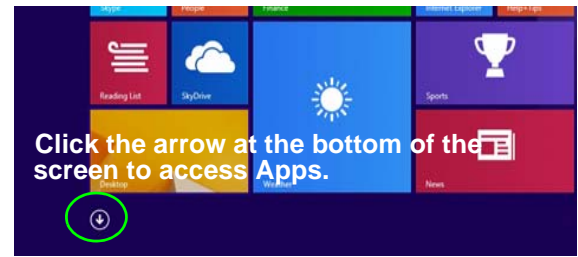 Skype People Finance Internet Explorer Help+Tips
Reading List SkyDrive Sports
Click the arrow at the bottom of the
screen to access Apps.
Desktop Weather News